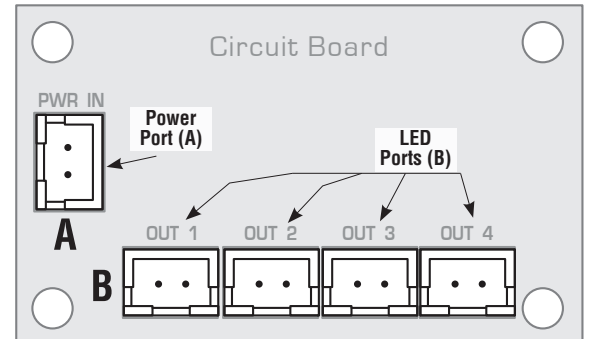 Circuit Board
PWR IN
Power
Port (A)
LED
Ports (B)
A
OUT 1
OUT 2
OUT 3
OUT 4
B